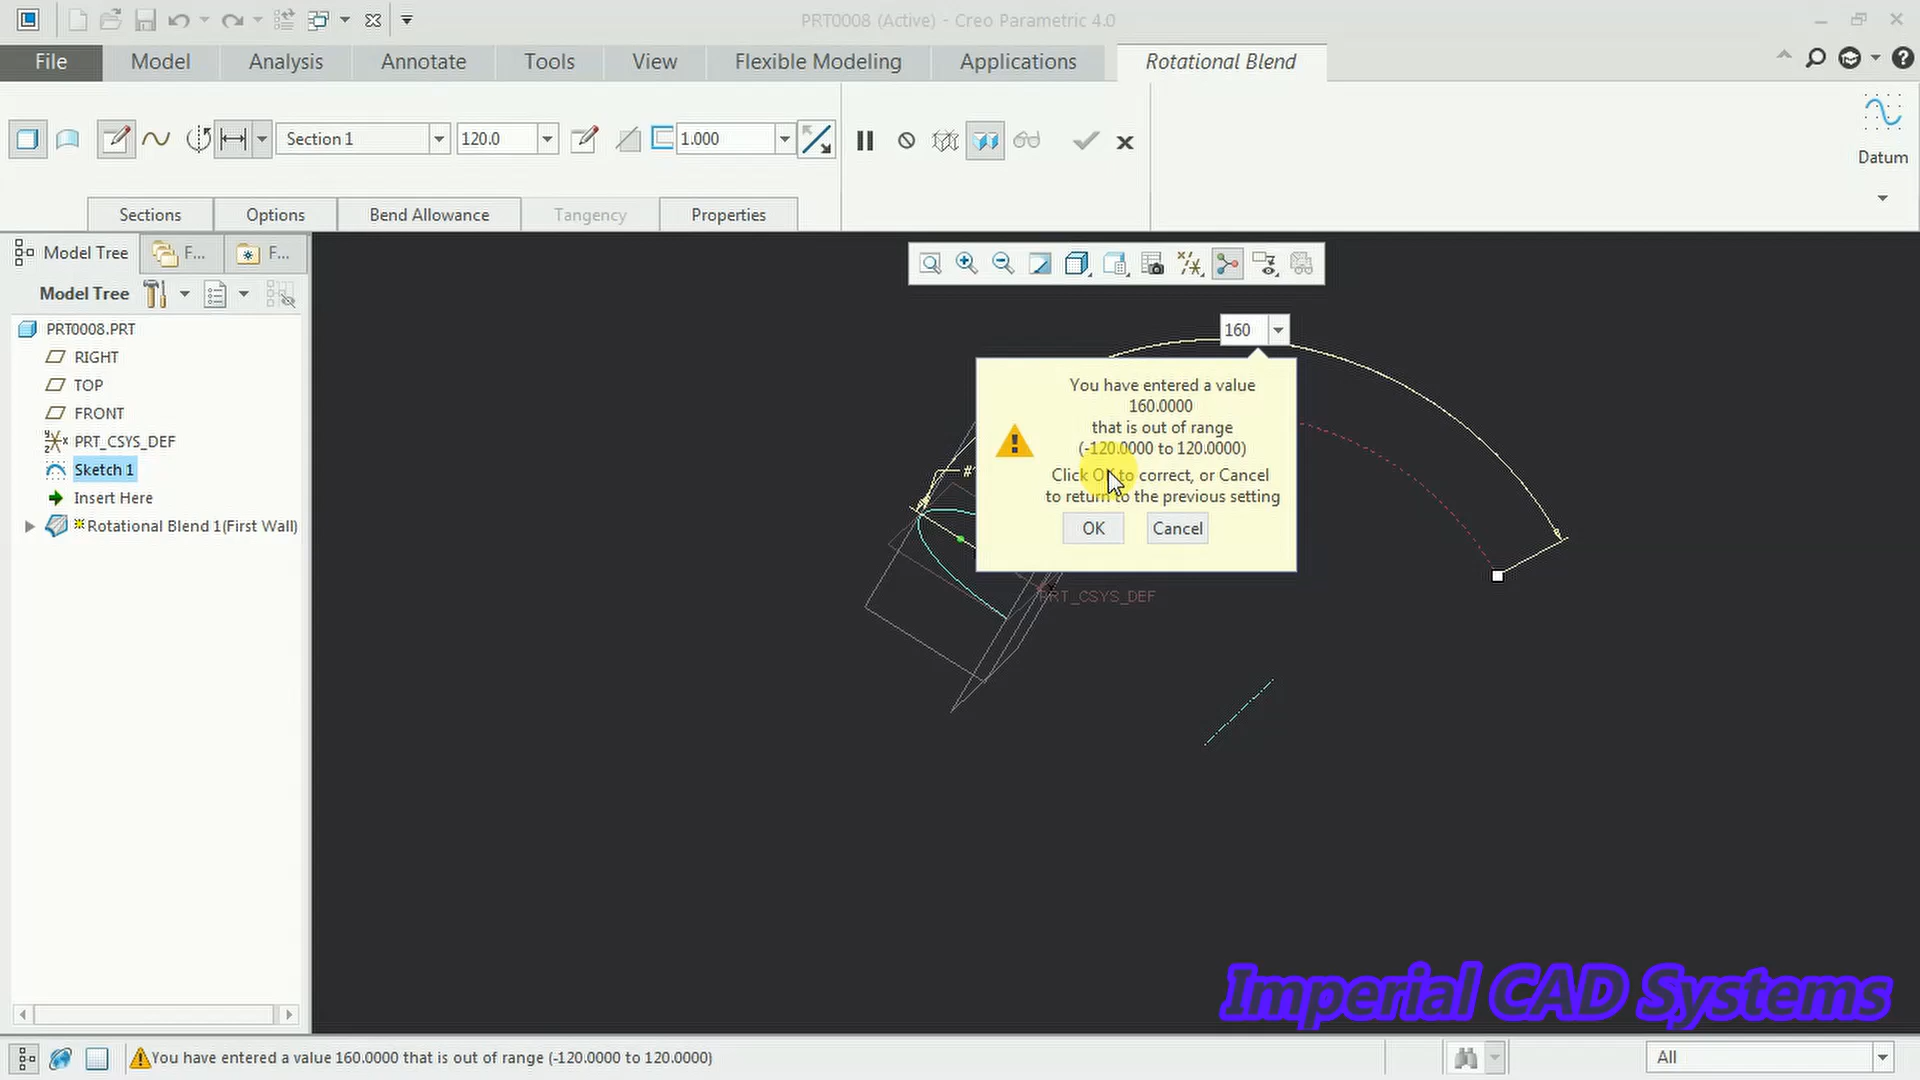 PRT0008 (Active) - Creo Parametric 4.0
File Model Analysis Annotate Tools View Flexible Modeling Applications Rotational Blend
Section 1 120.0 1.000
Datum
Sections Options Bend Allowance Tangency Properties
Model Tree F... F...
Model Tree
PRT0008.PRT
RIGHT
TOP
FRONT
PRT_CSYS_DEF
Sketch 1
Insert Here
Rotational Blend 1(First Wall)
160
You have entered a value
160.0000
that is out of range
(-120.0000 to 120.0000)
Click OK to correct, or Cancel
to return to the previous setting
OK Cancel
#
PRT_CSYS_DEF
Imperial CAD Systems
You have entered a value 160.0000 that is out of range (-120.0000 to 120.0000)
All